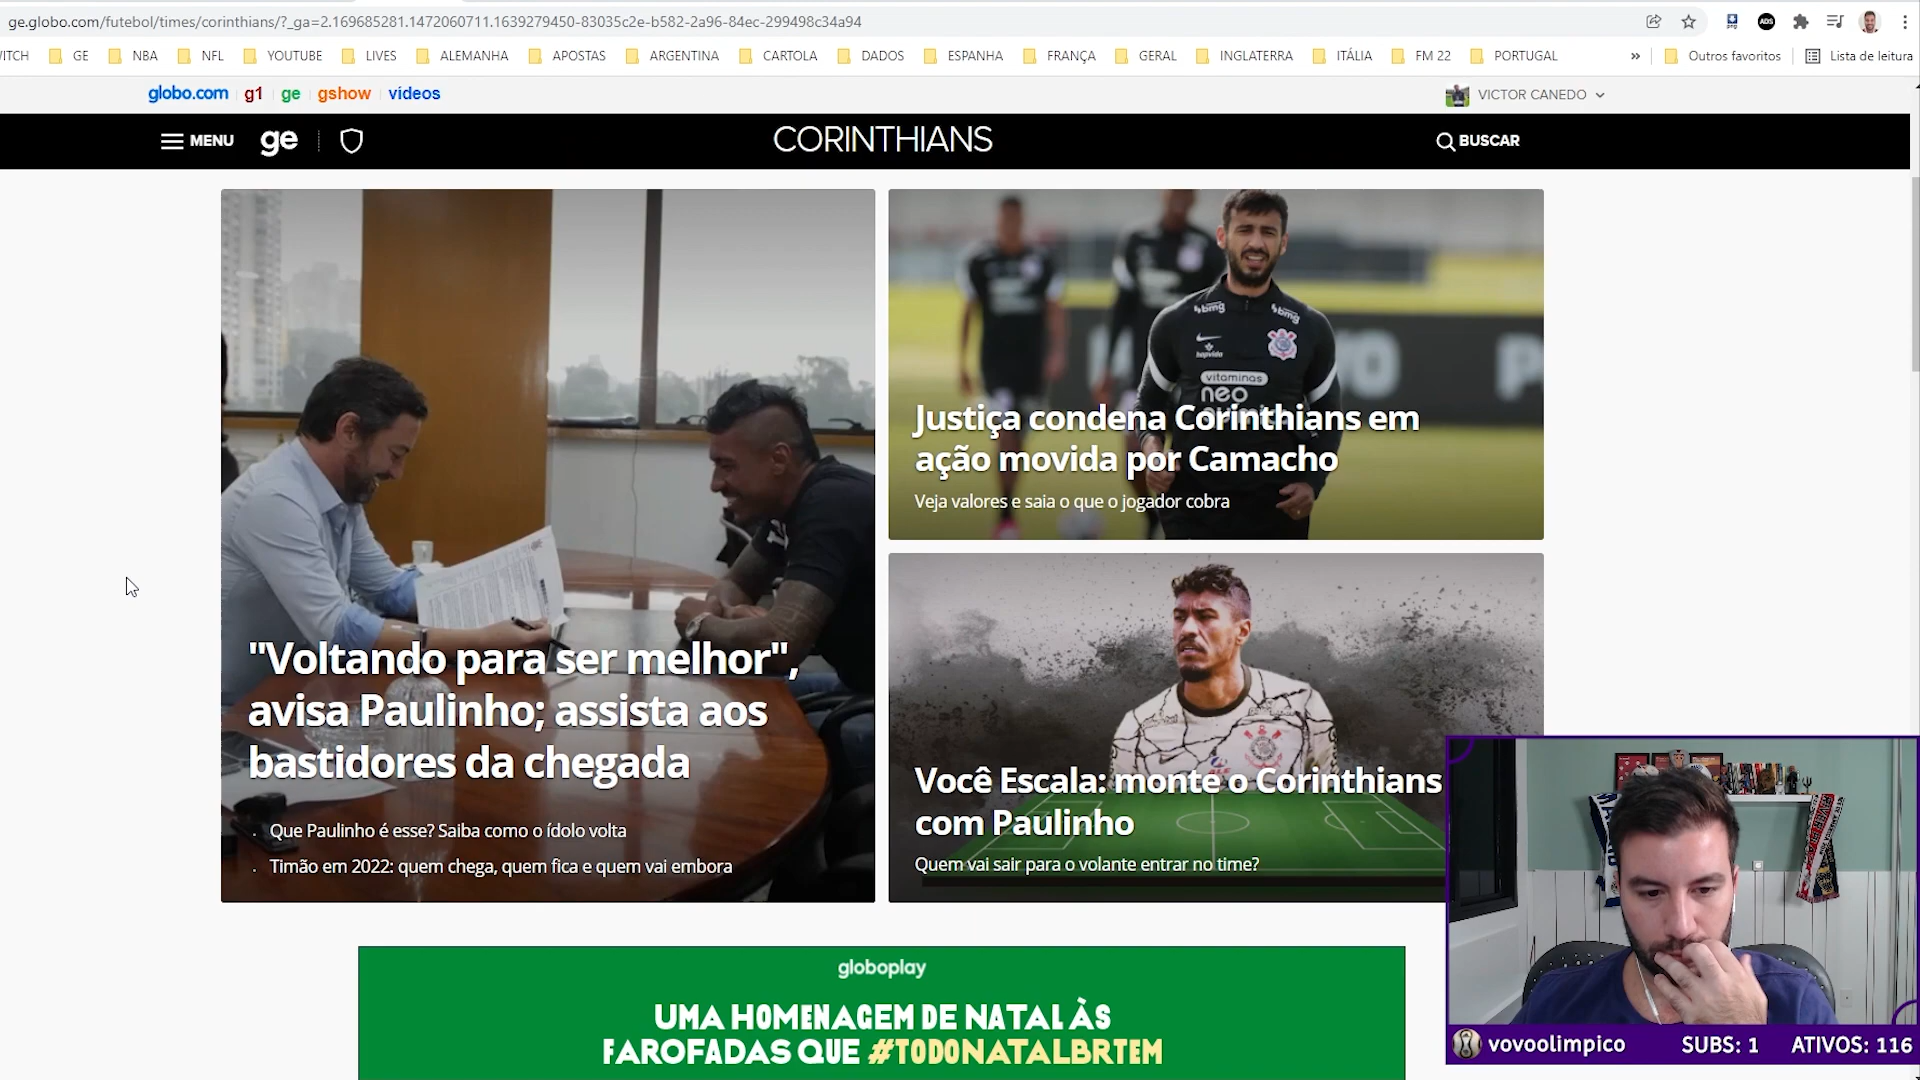 ge.globo.com/futebol/times/corinthians/?_ga=2.169685281.1472060711.1639279450-83035c2e-b582-2a96-84ec-299498c34a94
ITCH GE NBA NFL YOUTUBE LIVES ALEMANHA APOSTAS ARGENTINA CARTOLA DADOS ESPANHA FRANÇA GERAL INGLATERRA ITÁLIA FM 22 PORTUGAL » Outros favoritos Lista de leitura
globo.com g1 ge gshow vídeos VICTOR CANEDO
MENU ge CORINTHIANS BUSCAR
"Voltando para ser melhor",
avisa Paulinho; assista aos
bastidores da chegada
Que Paulinho é esse? Saiba como o ídolo volta
Timão em 2022: quem chega, quem fica e quem vai embora
bmg bmg
hapvida
vitaminas
neo
Justiça condena Corinthians em
ação movida por Camacho
Veja valores e saia o que o jogador cobra
Você Escala: monte o Corinthians
com Paulinho
Quem vai sair para o volante entrar no time?
globoplay
UMA HOMENAGEM DE NATAL ÀS
FAROFADAS QUE #TODONATALBRTEM
vovoolimpico SUBS: 1 ATIVOS: 116